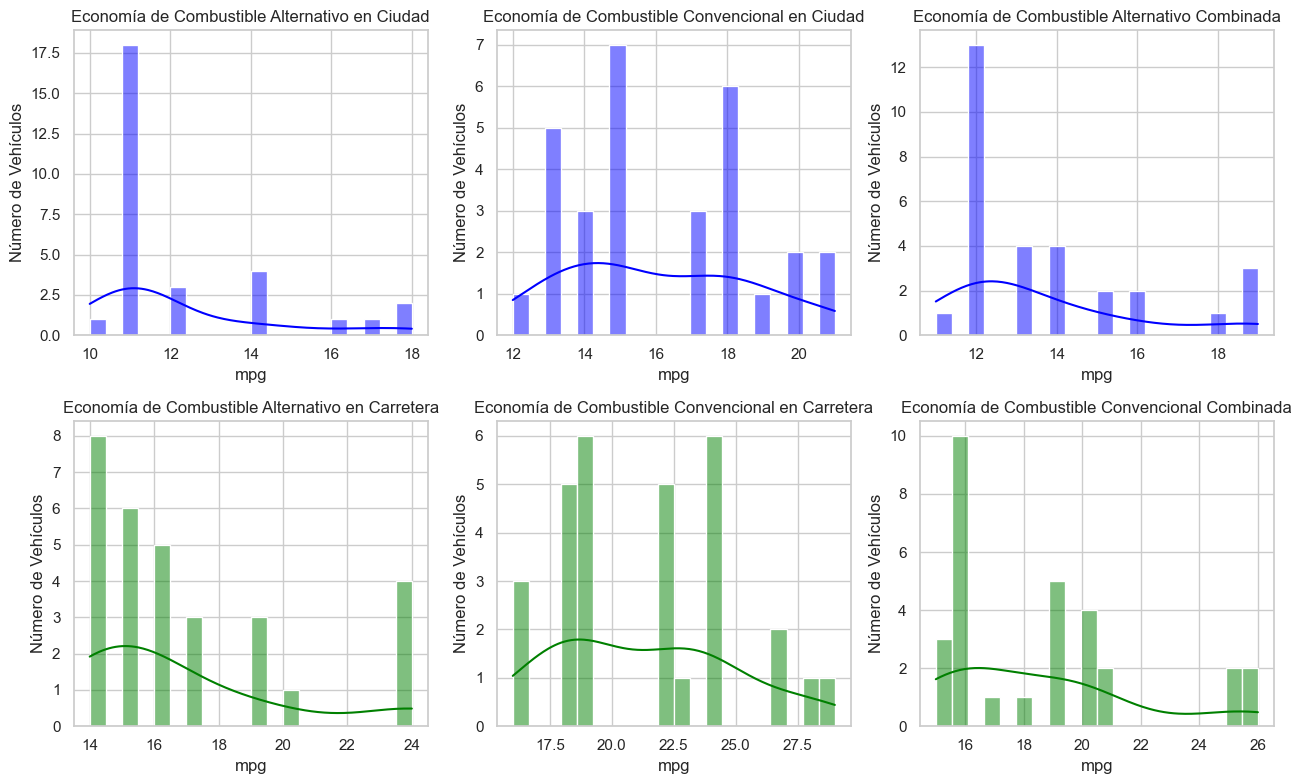 Economía de Combustible Alternativo en Ciudad
17.5
15.0
12.5
10.0
7.5
5.0
2.5
0.0
Número de Vehículos
10 12 14 16 18
mpg
Economía de Combustible Convencional en Ciudad
7
6
5
4
3
2
1
0
Número de Vehículos
12 14 16 18 20
mpg
Economía de Combustible Alternativo Combinada
12
10
8
6
4
2
0
Número de Vehículos
12 14 16 18
mpg
Economía de Combustible Alternativo en Carretera
8
7
6
5
4
3
2
1
0
Número de Vehículos
14 16 18 20 22 24
mpg
Economía de Combustible Convencional en Carretera
6
5
4
3
2
1
0
Número de Vehículos
17.5 20.0 22.5 25.0 27.5
mpg
Economía de Combustible Convencional Combinada
10
8
6
4
2
0
Número de Vehículos
16 18 20 22 24 26
mpg